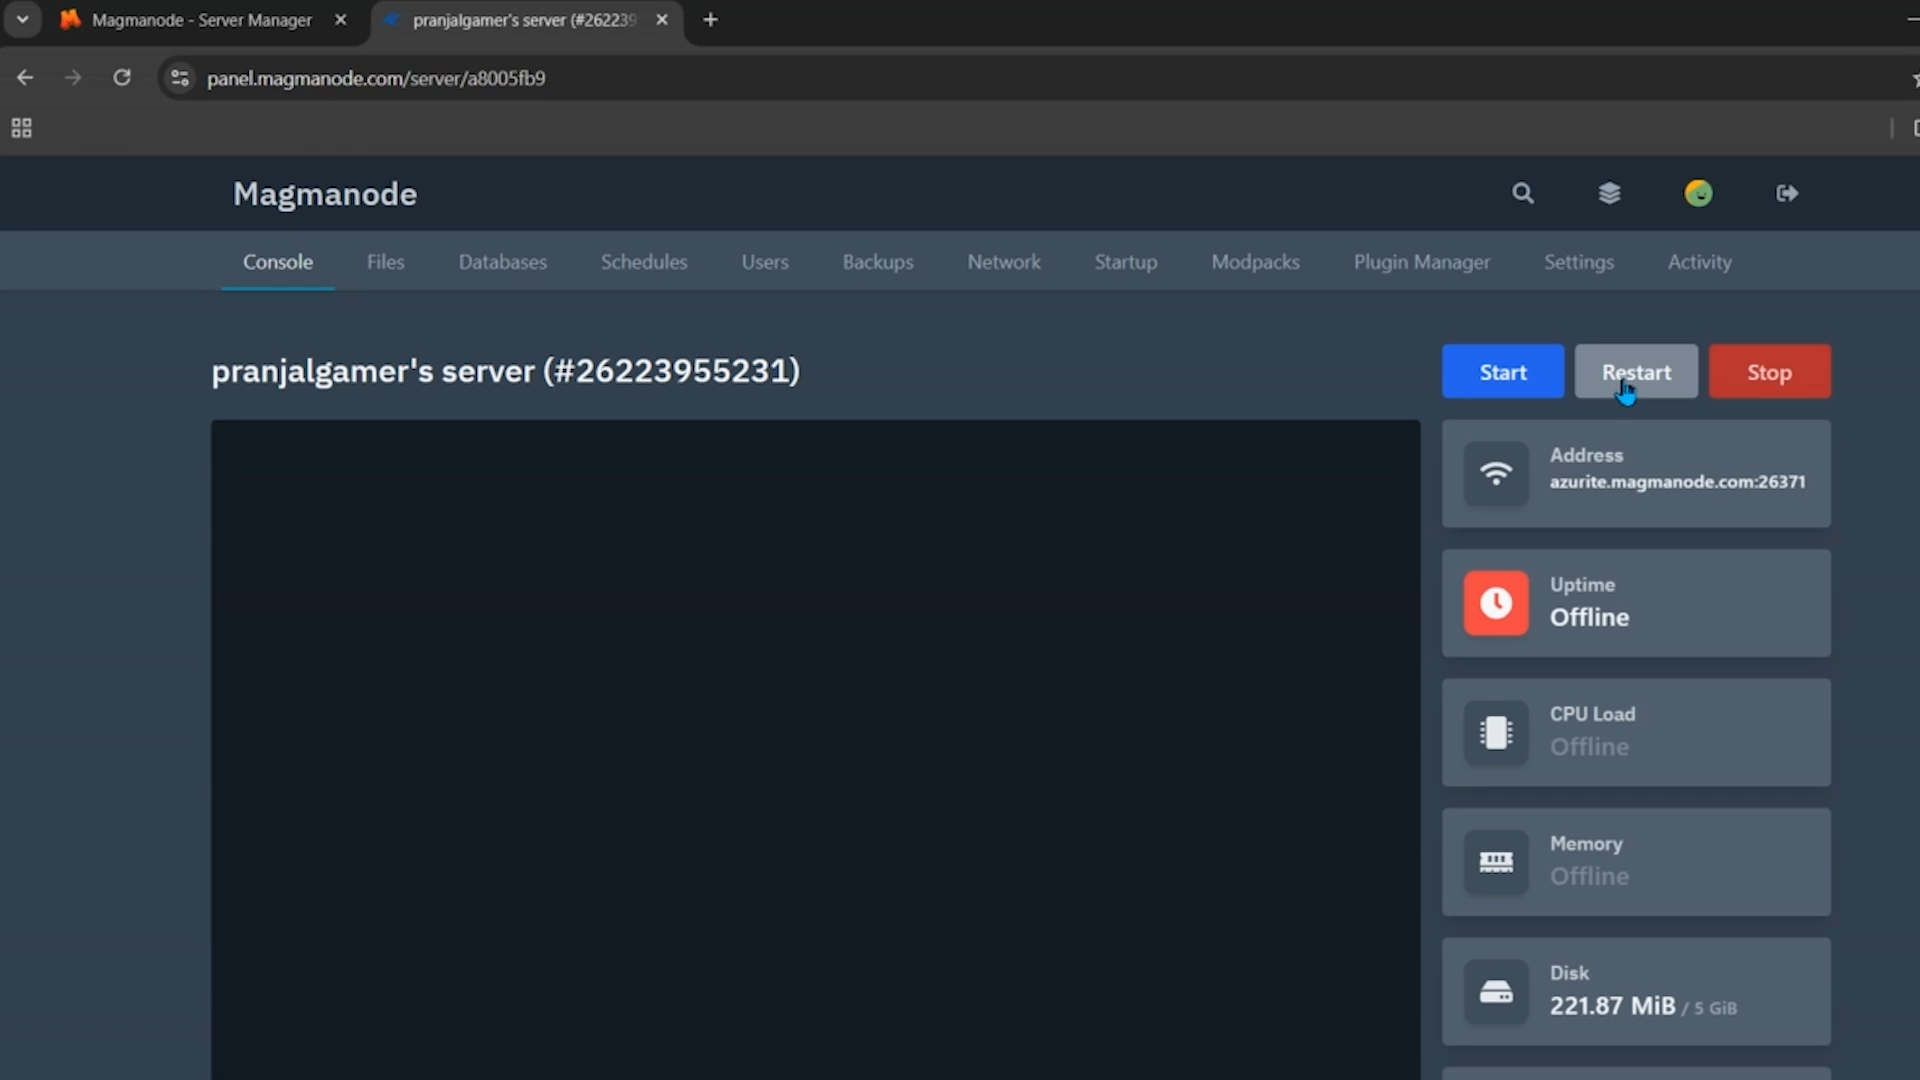 Magmanode - Server Manager
pranjalgamer's server (#262239
panel.magmanode.com/server/a8005fb9
Magmanode
Console Files Databases Schedules Users Backups Network Startup Modpacks Plugin Manager Settings Activity
pranjalgamer's server (#26223955231)
Start Restart Stop
Address
azurite.magmanode.com:26371
Uptime
Offline
CPU Load
Offline
Memory
Offline
Disk
221.87 MiB / 5 GiB